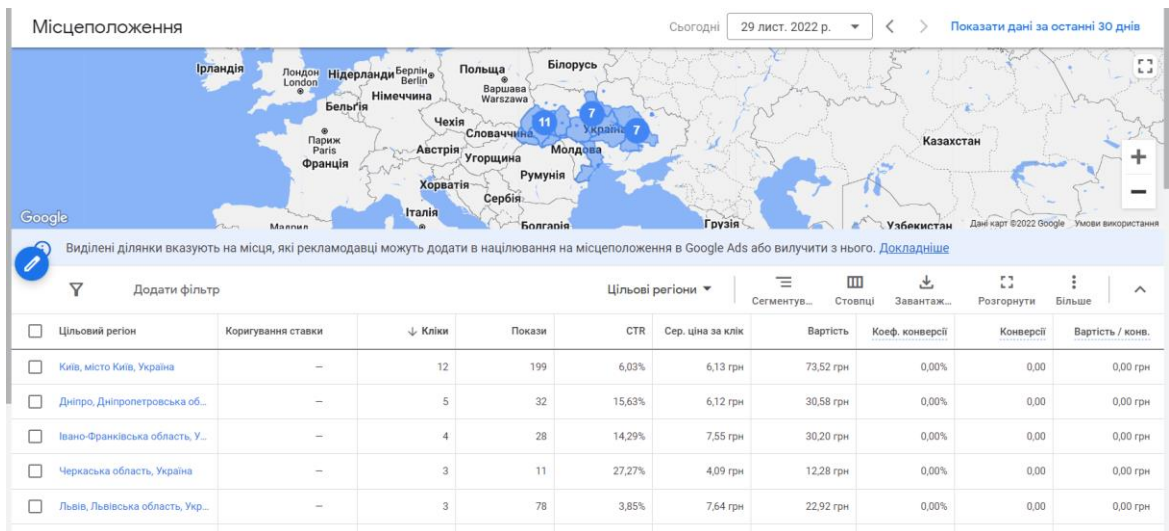 Місцеположення
Сьогодні 29 лист. 2022 р. Показати дані за останні 30 днів
Ірландія
Лондон
London
Нідерланди
Берлін
Berlin
Польща
Варшава
Warszawa
Білорусь
Німеччина
Бельгія
Чехія
Словаччина
11
7
Україна
7
Париж
Paris
Франція
Австрія
Угорщина
Молдова
Казахстан
Румунія
Хорватія
Сербія
Італія
Болгарія
Грузія
Узбекистан
Мадрид
Google
Дані карт ©2022 Google Умови використання
Виділені ділянки вказують на місця, які рекламодавці можуть додати в націлювання на місцеположення в Google Ads або вилучити з нього. Докладніше
Додати фільтр Цільові регіони Сегментув... Стовпці Завантаж... Розгорнути Більше
Цільовий регіон Коригування ставки Кліки Покази CTR Сер. ціна за клік Вартість Коеф. конверсії Конверсії Вартість / конв.
Київ, місто Київ, Україна – 12 199 6,03% 6,13 грн 73,52 грн 0,00% 0,00 0,00 грн
Дніпро, Дніпропетровська об... – 5 32 15,63% 6,12 грн 30,58 грн 0,00% 0,00 0,00 грн
Івано-Франківська область, У... – 4 28 14,29% 7,55 грн 30,20 грн 0,00% 0,00 0,00 грн
Черкаська область, Україна – 3 11 27,27% 4,09 грн 12,28 грн 0,00% 0,00 0,00 грн
Львів, Львівська область, Укр... – 3 78 3,85% 7,64 грн 22,92 грн 0,00% 0,00 0,00 грн